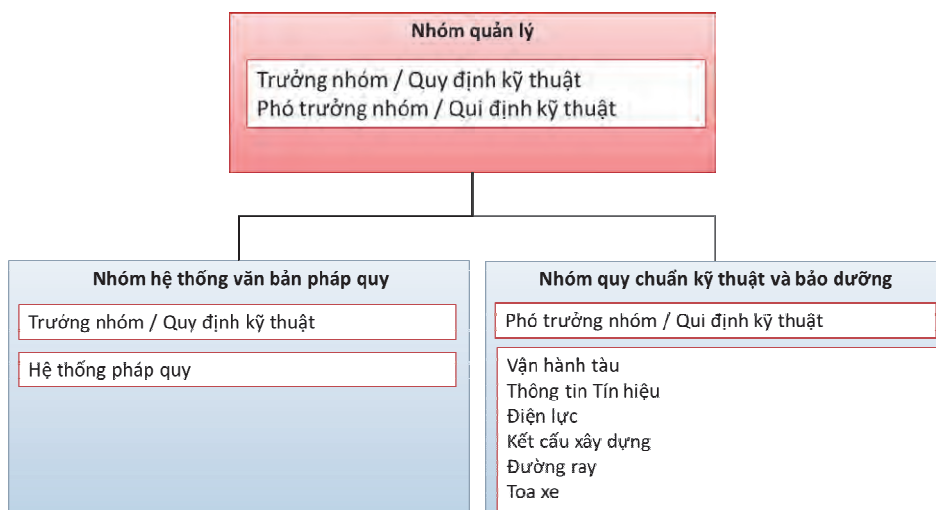 Nhóm quản lý
Trưởng nhóm / Quy định kỹ thuật
Phó trưởng nhóm / Qui định kỹ thuật
Nhóm hệ thống văn bản pháp quy
Trướng nhóm / Quy định kỹ thuật
Hệ thống pháp quy
Nhóm quy chuẩn kỹ thuật và bảo dưỡng
Phó trưởng nhóm / Qui định kỹ thuật
Vận hành tàu
Thông tin Tín hiệu
Điện lực
Kết cấu xây dựng
Đường ray
Toa xe